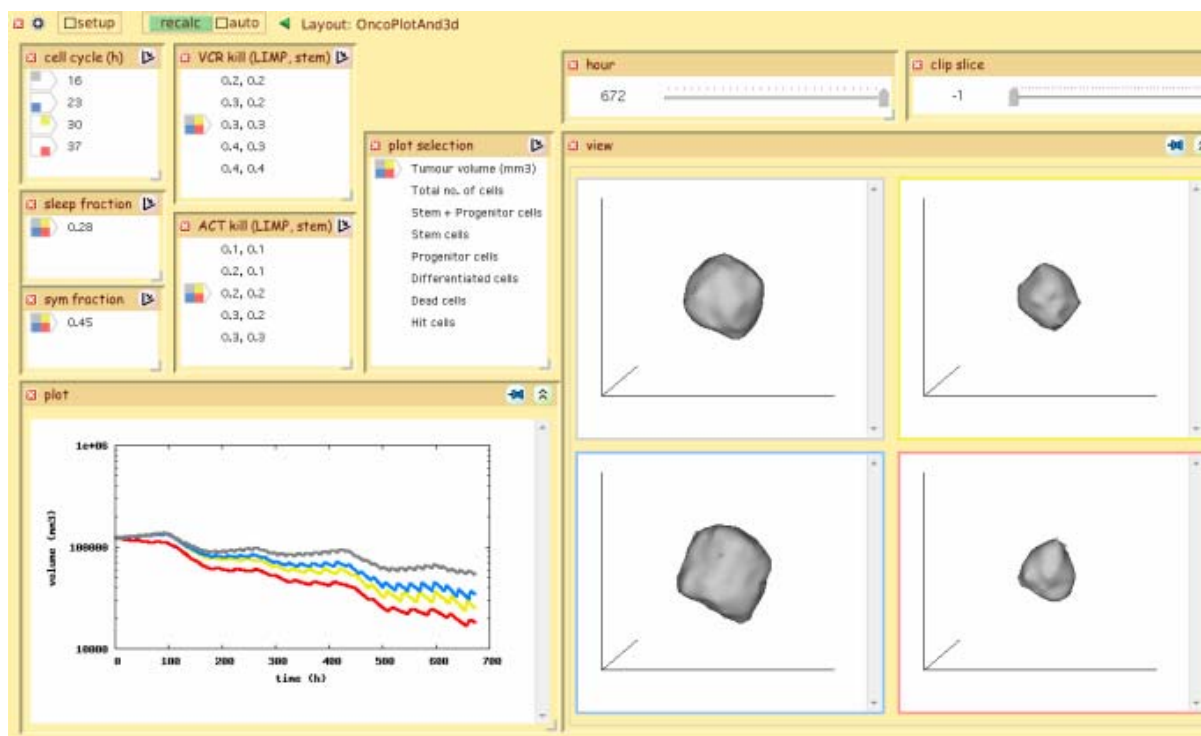 setup recalc auto Layout: OncoPlotAnd3d
cell cycle (h)
16
23
30
37
sleep fraction
0.28
sym fraction
0.45
VCR kill (LIMP, stem)
0.2, 0.2
0.3, 0.2
0.3, 0.3
0.4, 0.3
0.4, 0.4
ACT kill (LIMP, stem)
0.1, 0.1
0.2, 0.1
0.2, 0.2
0.3, 0.2
0.3, 0.3
plot selection
Tumour volume (mm3)
Total no. of cells
Stem + Progenitor cells
Stem cells
Progenitor cells
Differentiated cells
Dead cells
Hit cells
hour
672
clip slice
-1
view
plot
1e+06
100000
10000
volume (mm3)
0 100 200 300 400 500 600 700
time (h)